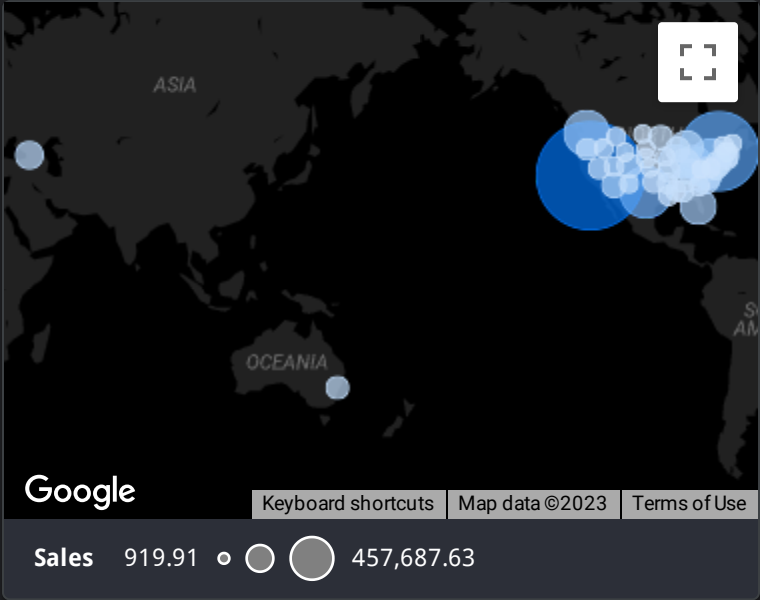 ASIA
OCEANIA
Google
Keyboard shortcuts Map data ©2023 Terms of Use
Sales 919.91 457,687.63